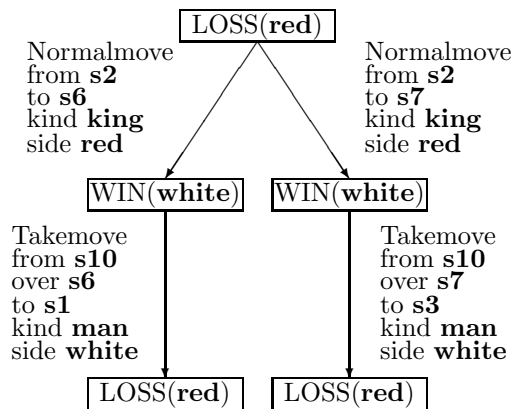 LOSS(red)
Normalmove
from s2
to s6
kind king
side red
Normalmove
from s2
to s7
kind king
side red
WIN(white)
WIN(white)
Takemove
from s10
over s6
to s1
kind man
side white
Takemove
from s10
over s7
to s3
kind man
side white
LOSS(red)
LOSS(red)